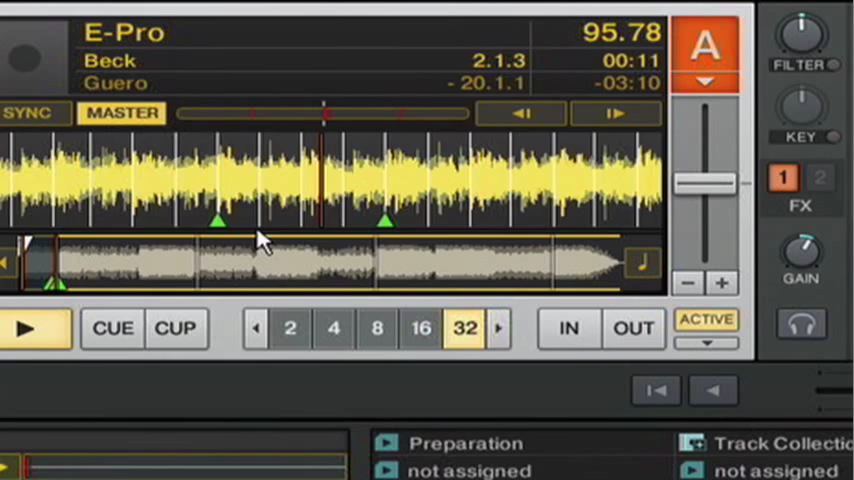 E-Pro 95.78
Beck 2.1.3 00:11
Guero - 20.1.1 -03:10
A
FILTER
SYNC MASTER
KEY
1 2
FX
GAIN
CUE CUP 2 4 8 16 32 IN OUT ACTIVE
Preparation Track Collectio
not assigned not assigned